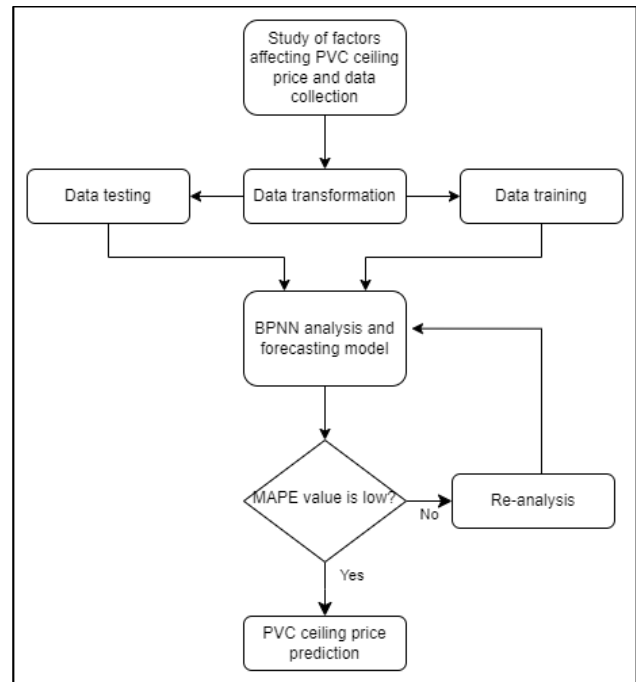 Study of factors
affecting PVC ceiling
price and data
collection
Data testing
Data transformation
Data training
BPNN analysis and
forecasting model
MAPE value is low?
No
Re-analysis
Yes
PVC ceiling price
prediction